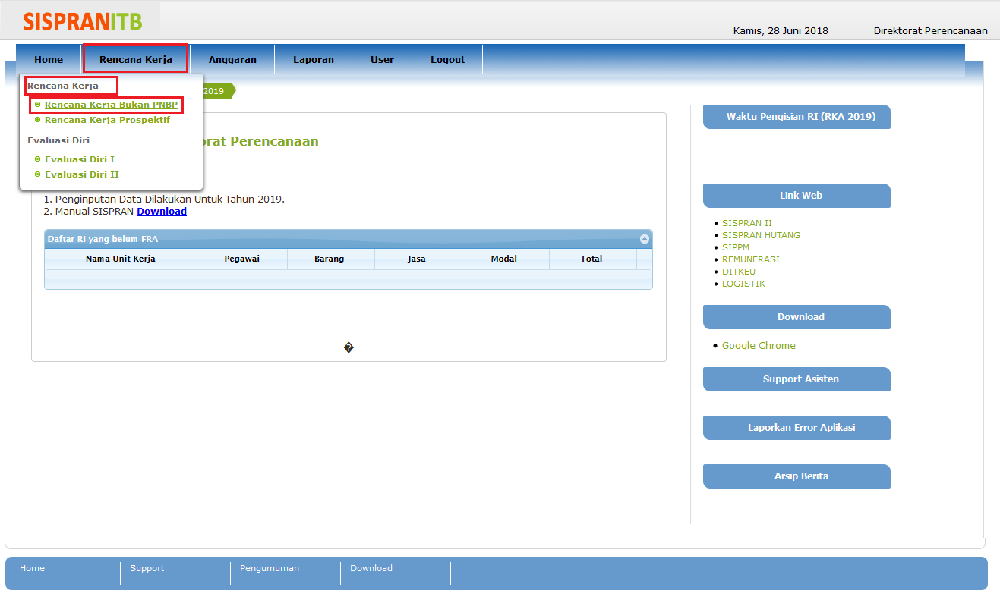 SISPRANITB
Kamis, 28 Juni 2018 Direktorat Perencanaan
Home Rencana Kerja Anggaran Laporan User Logout
Rencana Kerja
Rencana Kerja Bukan PNBP
Rencana Kerja Prospektif
Evaluasi Diri
Evaluasi Diri I
Evaluasi Diri II
2019
Perencanaan
1. Penginputan Data Dilakukan Untuk Tahun 2019.
2. Manual SISPRAN Download
Daftar RI yang belum FRA
Nama Unit Kerja Pegawai Barang Jasa Modal Total
�
Waktu Pengisian RI (RKA 2019)
Link Web
SISPRAN II
SISPRAN HUTANG
SIPPM
REMUNERASI
DITKEU
LOGISTIK
Download
Google Chrome
Support Asisten
Laporkan Error Aplikasi
Arsip Berita
Home Support Pengumuman Download